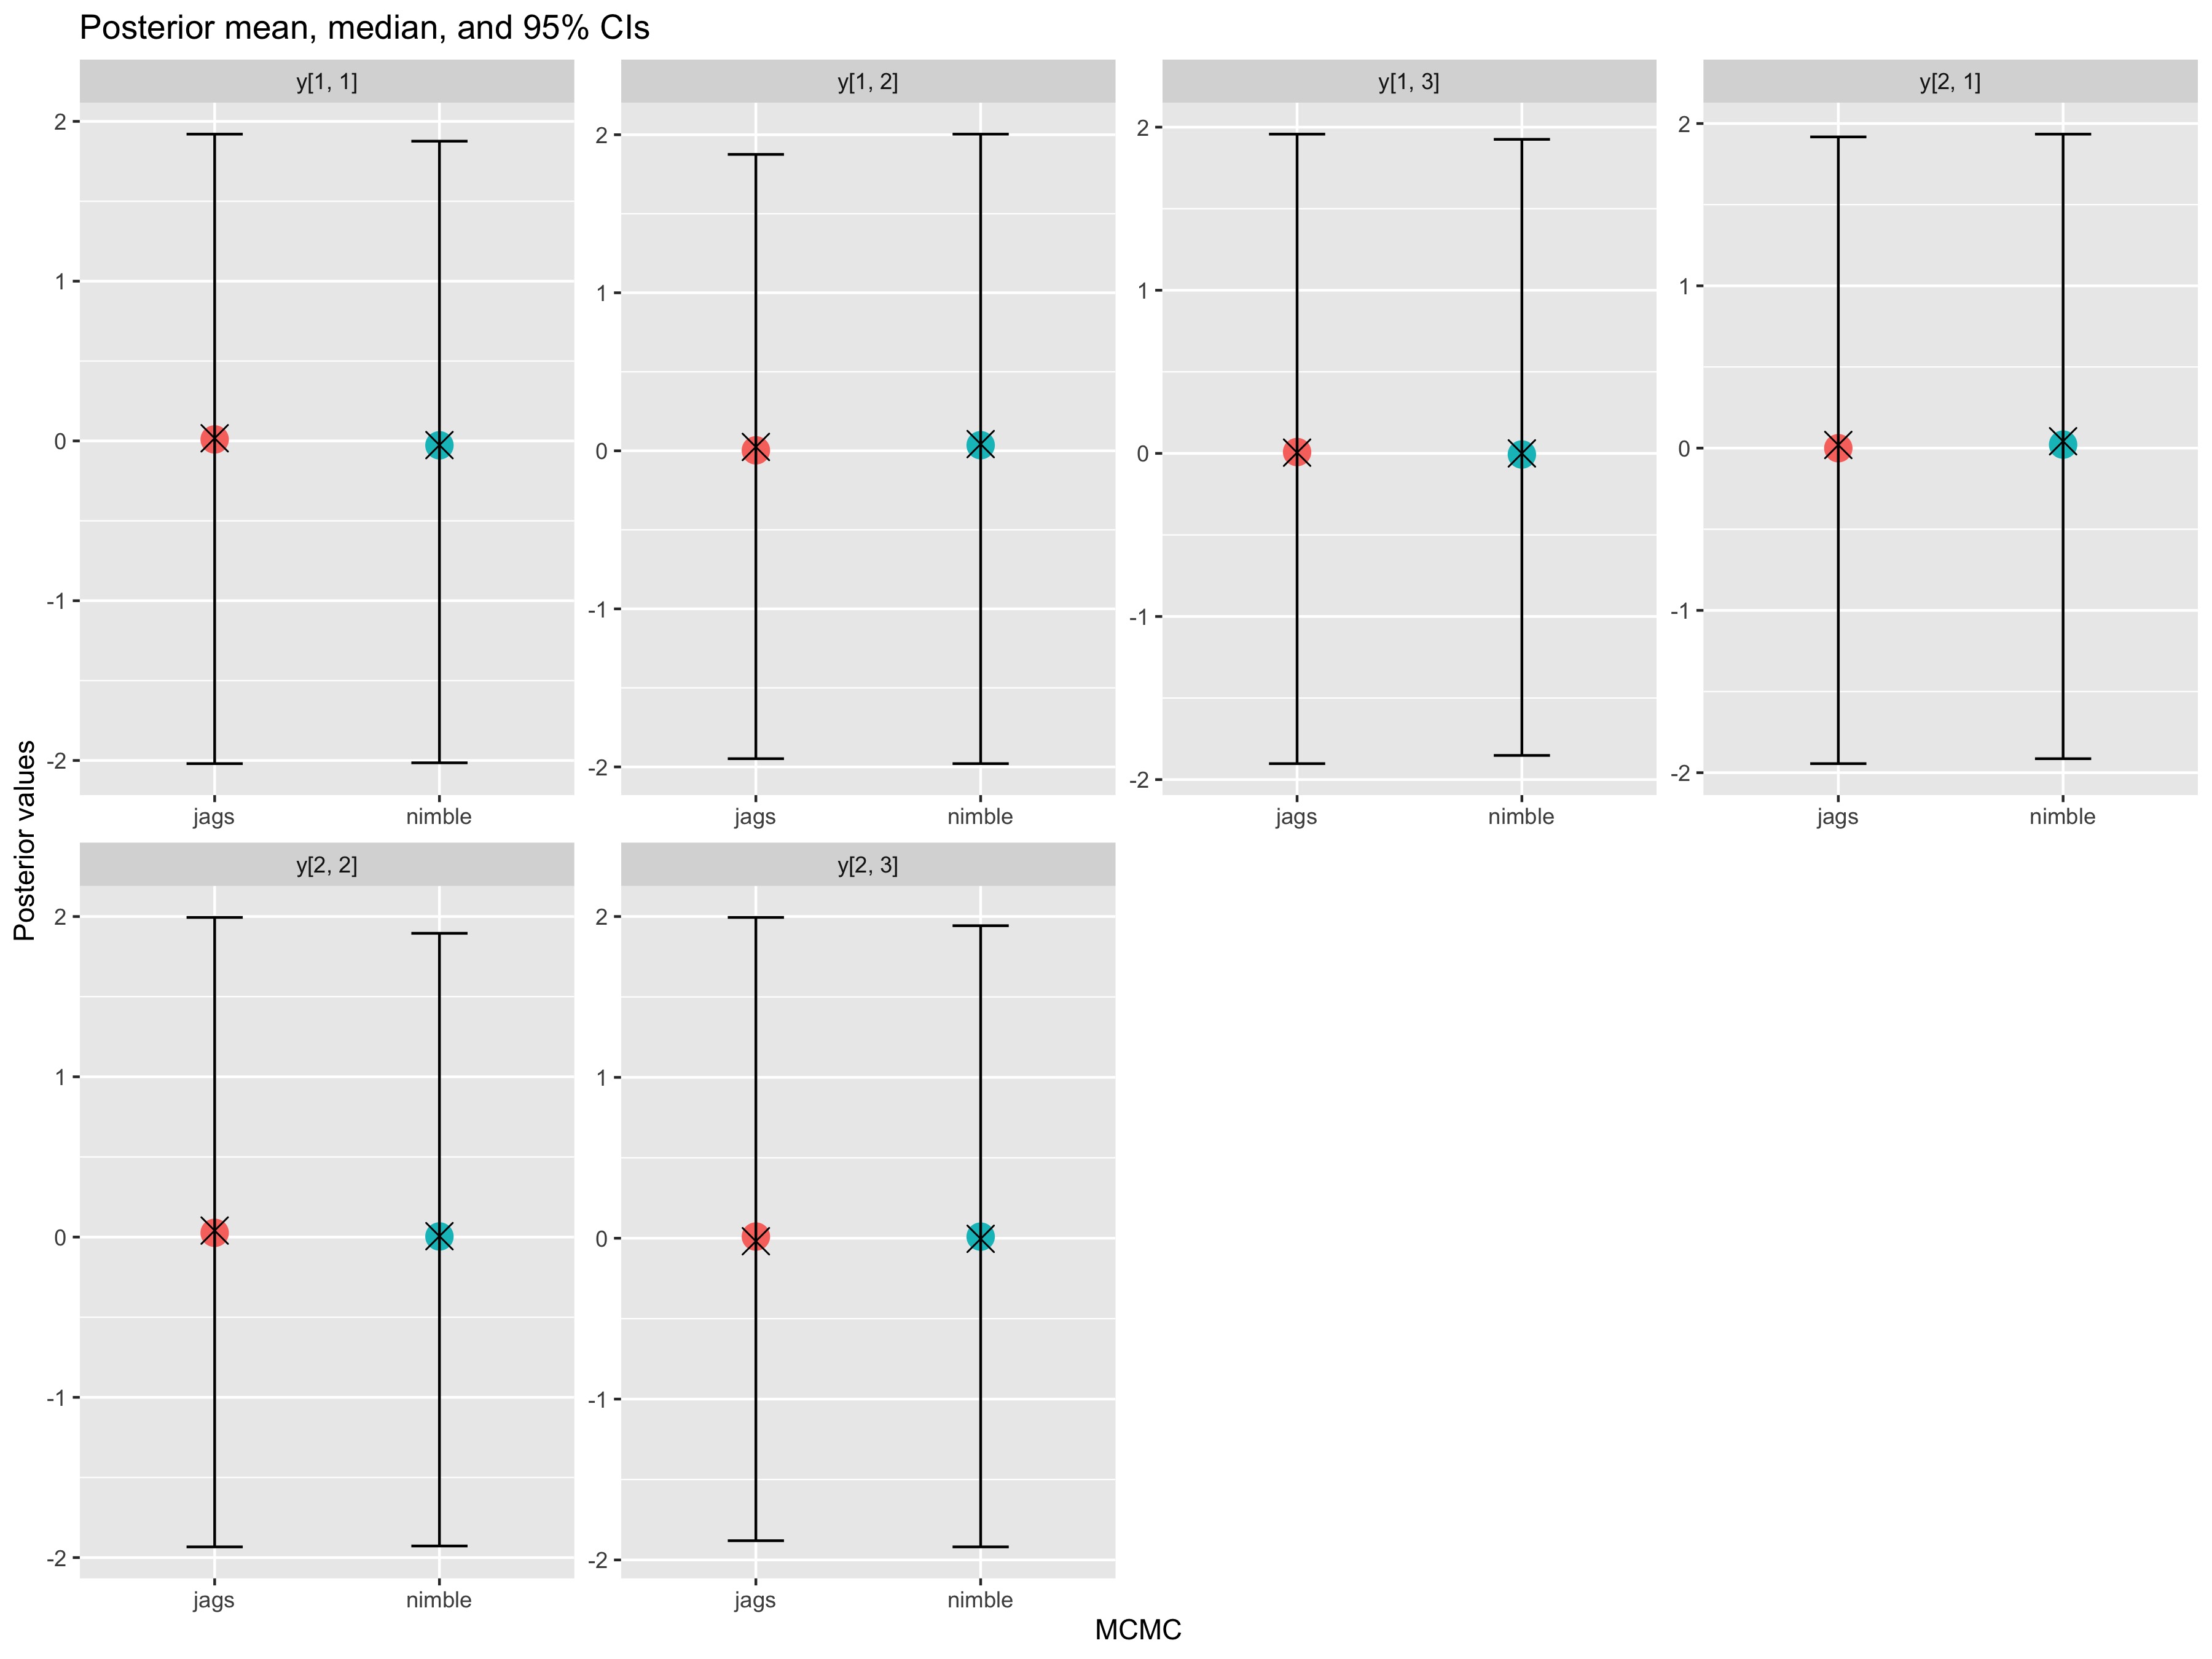 Posterior mean, median, and 95% CIs
y[1, 1]
y[1, 2]
y[1, 3]
y[2, 1]
2
1
0
-1
-2
2
1
0
-1
-2
2
1
0
-1
-2
2
1
0
-1
-2
jags nimble
jags nimble
jags nimble
jags nimble
Posterior values
y[2, 2]
y[2, 3]
2
1
0
-1
-2
2
1
0
-1
-2
jags nimble
jags nimble
MCMC